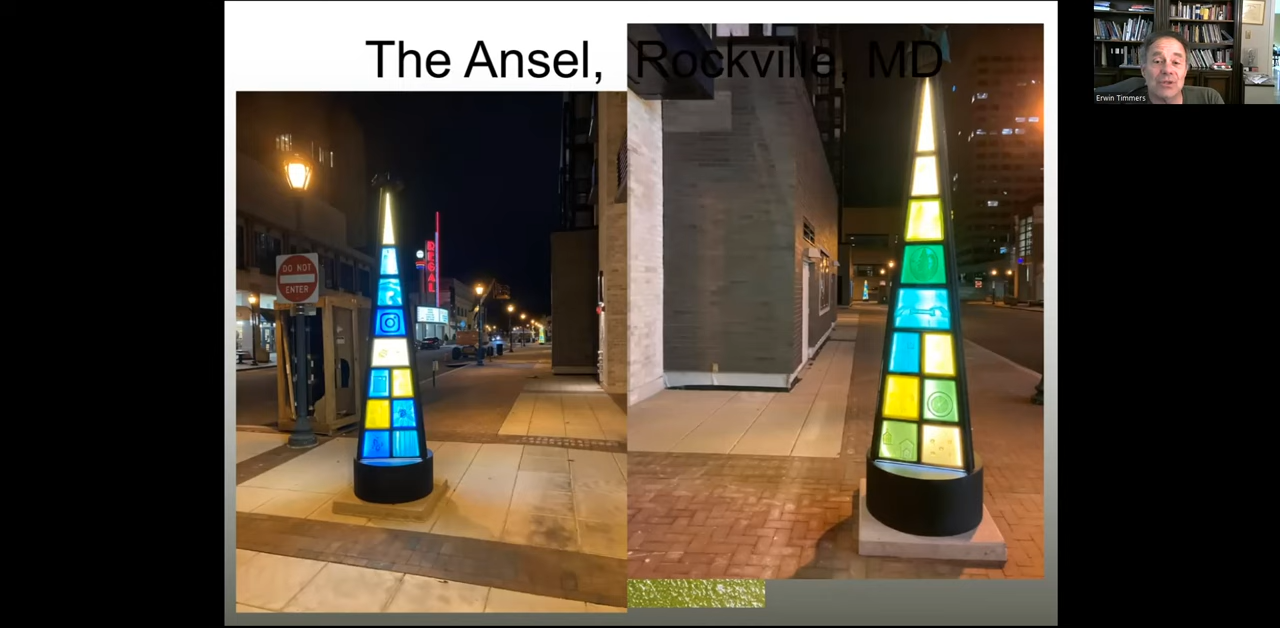 The Ansel, Rockville, MD
Erwin Timmers
DO NOT
ENTER
REGAL